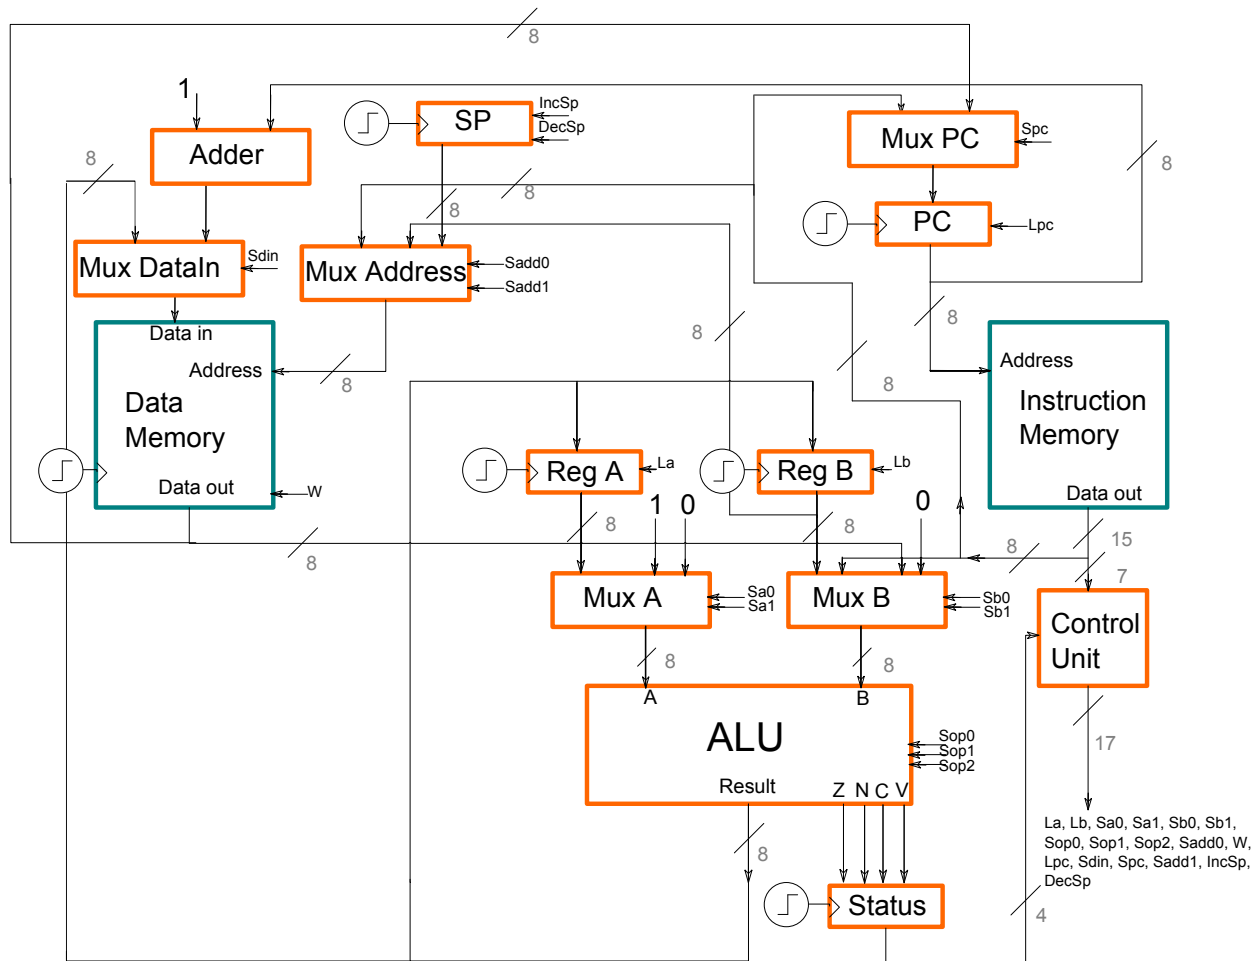 8
1
IncSp
SP
DecSp
Mux PC
Spc
Adder
8
8
8
8
PC
Lpc
Mux DataIn
Sdin
Mux Address
Sadd0
Sadd1
8
Data in
8
Address
8
8
Address
Data
Memory
Instruction
Memory
Reg A
La
Reg B
Lb
Data out
W
Data out
1
0
0
8
8
15
8
8
7
Mux A
Sa0
Sa1
Mux B
Sb0
Sb1
Control
Unit
8
8
A
B
ALU
Sop0
Sop1
Sop2
17
Result
Z N C V
La, Lb, Sa0, Sa1, Sb0, Sb1,
Sop0, Sop1, Sop2, Sadd0, W,
Lpc, Sdin, Spc, Sadd1, IncSp,
DecSp
8
Status
4